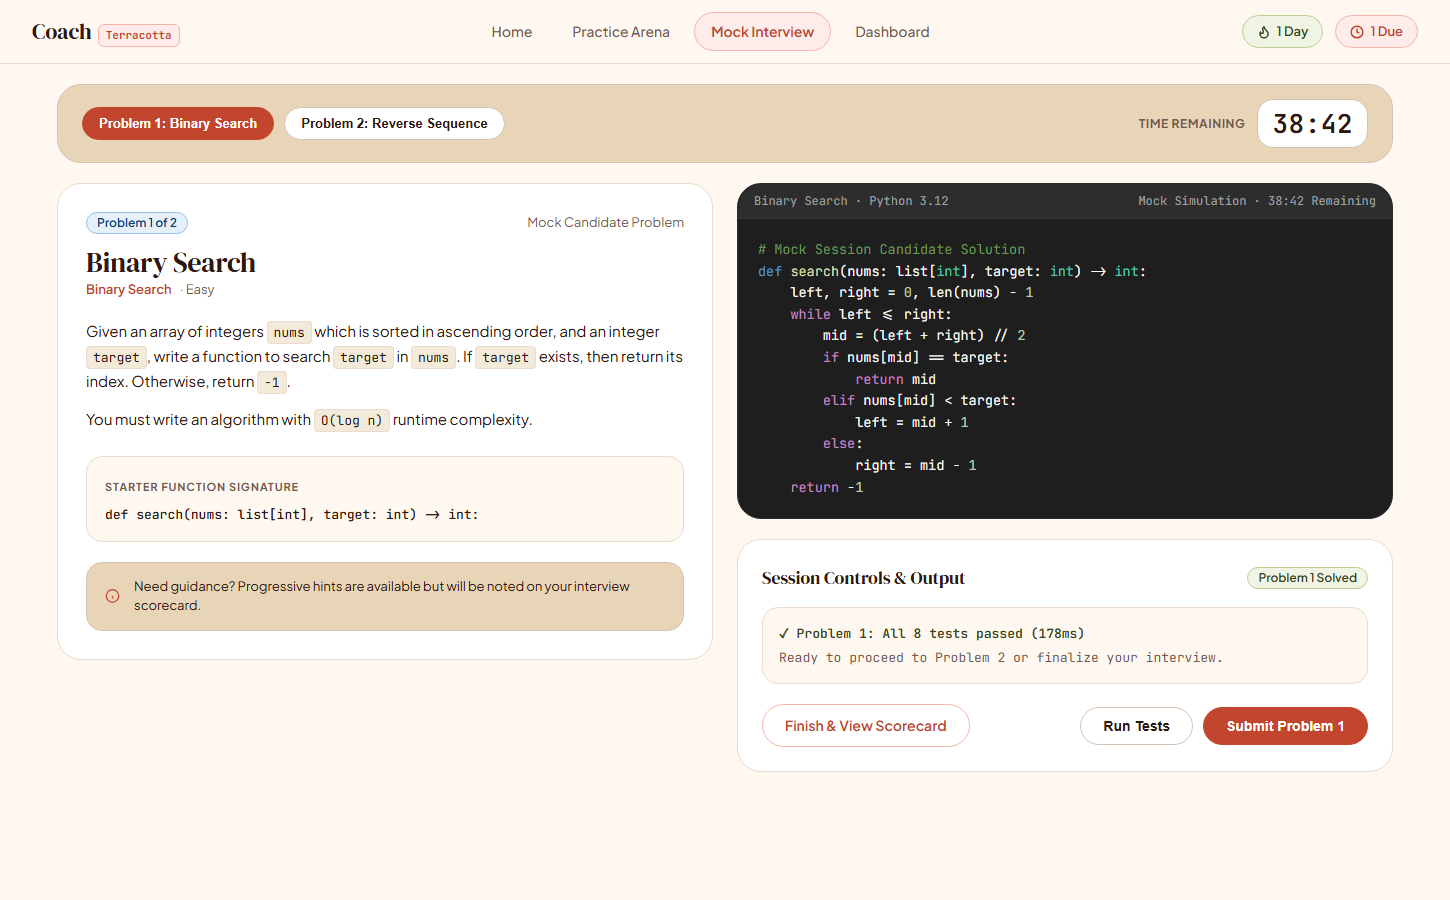 Coach Terracotta
Home Practice Arena Mock Interview Dashboard
1 Day 1 Due
Problem 1: Binary Search Problem 2: Reverse Sequence
TIME REMAINING 38:42
Problem 1 of 2 Mock Candidate Problem
Binary Search
Binary Search · Easy
Given an array of integers nums which is sorted in ascending order, and an integer
target, write a function to search target in nums. If target exists, then return its
index. Otherwise, return -1.
You must write an algorithm with O(log n) runtime complexity.
STARTER FUNCTION SIGNATURE
def search(nums: list[int], target: int) -> int:
Need guidance? Progressive hints are available but will be noted on your interview
scorecard.
Binary Search · Python 3.12 Mock Simulation · 38:42 Remaining
# Mock Session Candidate Solution
def search(nums: list[int], target: int) -> int:
    left, right = 0, len(nums) - 1
    while left <= right:
        mid = (left + right) // 2
        if nums[mid] == target:
            return mid
        elif nums[mid] < target:
            left = mid + 1
        else:
            right = mid - 1
    return -1
Session Controls & Output Problem 1 Solved
✓ Problem 1: All 8 tests passed (178ms)
Ready to proceed to Problem 2 or finalize your interview.
Finish & View Scorecard Run Tests Submit Problem 1